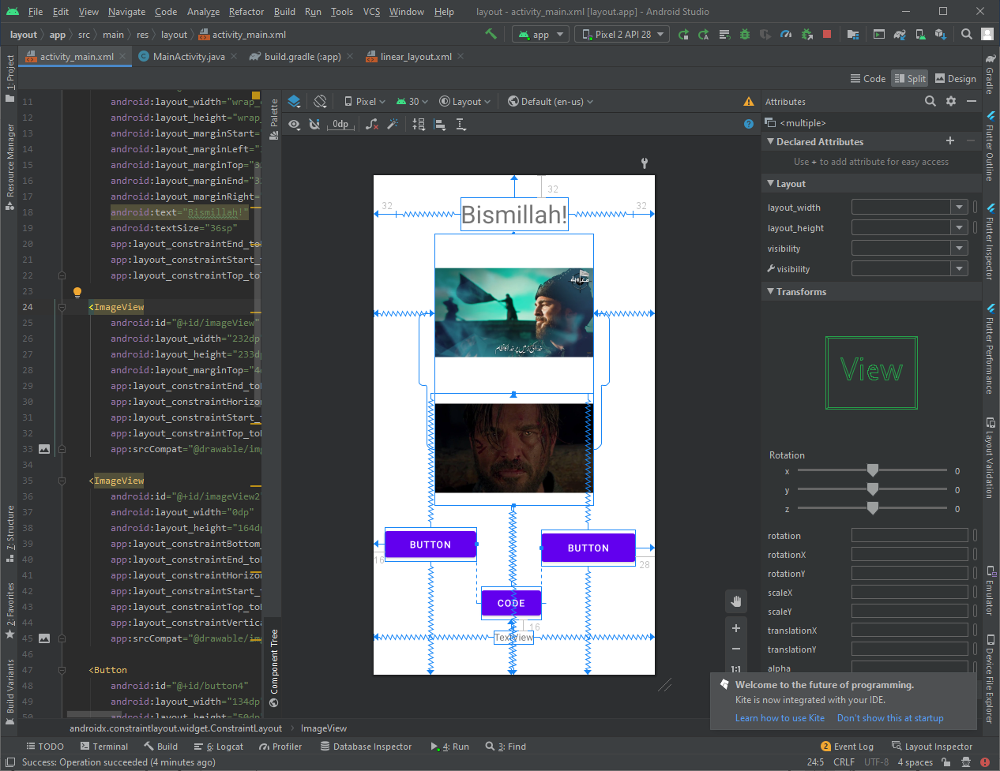 File Edit View Navigate Code Analyze Refactor Build Run Tools VCS Window Help layout - activity_main.xml [layout.app] - Android Studio
layout app src main res layout activity_main.xml
app Pixel 2 API 28
activity_main.xml MainActivity.java build.gradle (:app) linear_layout.xml
Code Split Design
1: Project
Resource Manager
7: Structure
2: Favorites
Build Variants
11 android:layout_width="wrap_
12 android:layout_height="wrap_
13 android:layout_marginStart="
14 android:layout_marginLeft="
15 android:layout_marginTop="32
16 android:layout_marginEnd="32
17 android:layout_marginRight="
18 android:text="Bismillah!"
19 android:textSize="36sp"
20 app:layout_constraintEnd_to
21 app:layout_constraintStart_
22 app:layout_constraintTop_to
23
24 <ImageView
25 android:id="@+id/imageView"
26 android:layout_width="232dp
27 android:layout_height="233dp
28 android:layout_marginTop="4
29 app:layout_constraintEnd_to
30 app:layout_constraintHorizo
31 app:layout_constraintStart_
32 app:layout_constraintTop_to
33 app:srcCompat="@drawable/im
34
35 <ImageView
36 android:id="@+id/imageView2
37 android:layout_width="0dp"
38 android:layout_height="164dp
39 app:layout_constraintBottom_
40 app:layout_constraintEnd_to
41 app:layout_constraintHorizo
42 app:layout_constraintStart_
43 app:layout_constraintTop_to
44 app:layout_constraintVertica
45 app:srcCompat="@drawable/im
46
47 <Button
48 android:id="@+id/button4"
49 android:layout_width="134dp
50 android:layout_height="50dp
Palette
Component Tree
Pixel 30 Layout Default (en-us)
0dp
32
32 Bismillah! 32
معاویہ
خدا کی زمیں پر خدا کا نظام
BUTTON BUTTON
16 28
CODE
16
TextView
1:1
Attributes
<multiple>
Declared Attributes
Use + to add attribute for easy access
Layout
layout_width
layout_height
visibility
visibility
Transforms
View
Rotation
x 0
y 0
z 0
rotation
rotationX
rotationY
scaleX
scaleY
translationX
translationY
alpha
Gradle
Flutter Outline
Flutter Inspector
Flutter Performance
Layout Validation
Emulator
Device File Explorer
Welcome to the future of programming.
Kite is now integrated with your IDE.
Learn how to use Kite Don't show this at startup
androidx.constraintlayout.widget.ConstraintLayout ImageView
TODO Terminal Build 6: Logcat Profiler Database Inspector 4: Run 3: Find 2 Event Log Layout Inspector
Success: Operation succeeded (4 minutes ago) 24:5 CRLF UTF-8 4 spaces